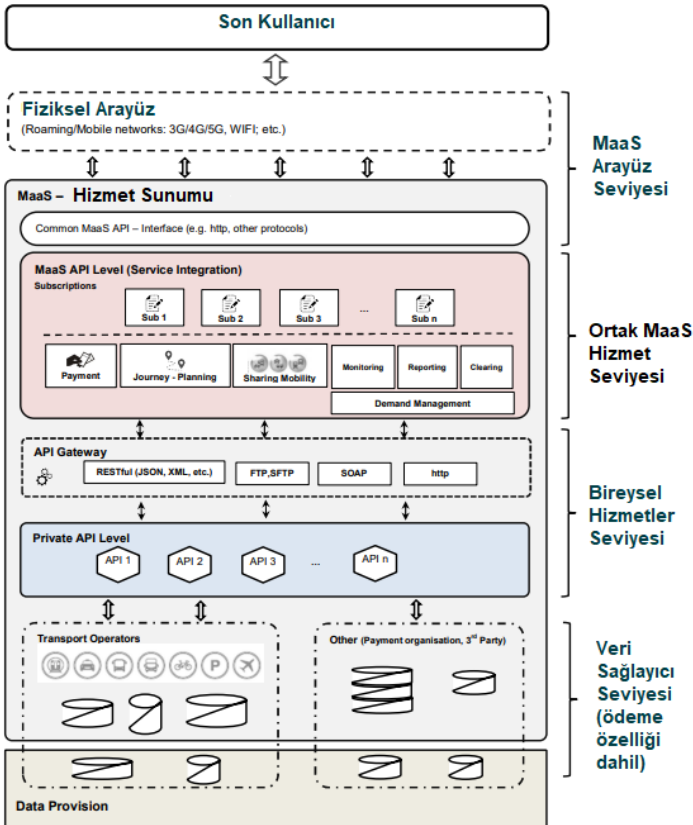 Son Kullanıcı
Fiziksel Arayüz
(Roaming/Mobile networks: 3G/4G/5G, WIFI; etc.)
MaaS
Arayüz
Seviyesi
MaaS – Hizmet Sunumu
Common MaaS API – Interface (e.g. http, other protocols)
MaaS API Level (Service Integration)
Subscriptions
Sub 1
Sub 2
Sub 3
...
Sub n
Payment
Journey - Planning
Sharing Mobility
Monitoring
Reporting
Clearing
Demand Management
Ortak MaaS
Hizmet
Seviyesi
API Gateway
RESTful (JSON, XML, etc.)
FTP,SFTP
SOAP
http
Private API Level
API 1
API 2
API 3
...
API n
Bireysel
Hizmetler
Seviyesi
Transport Operators
P
Other (Payment organisation, 3rd Party)
Veri
Sağlayıcı
Seviyesi
(ödeme
özelliği
dahil)
Data Provision